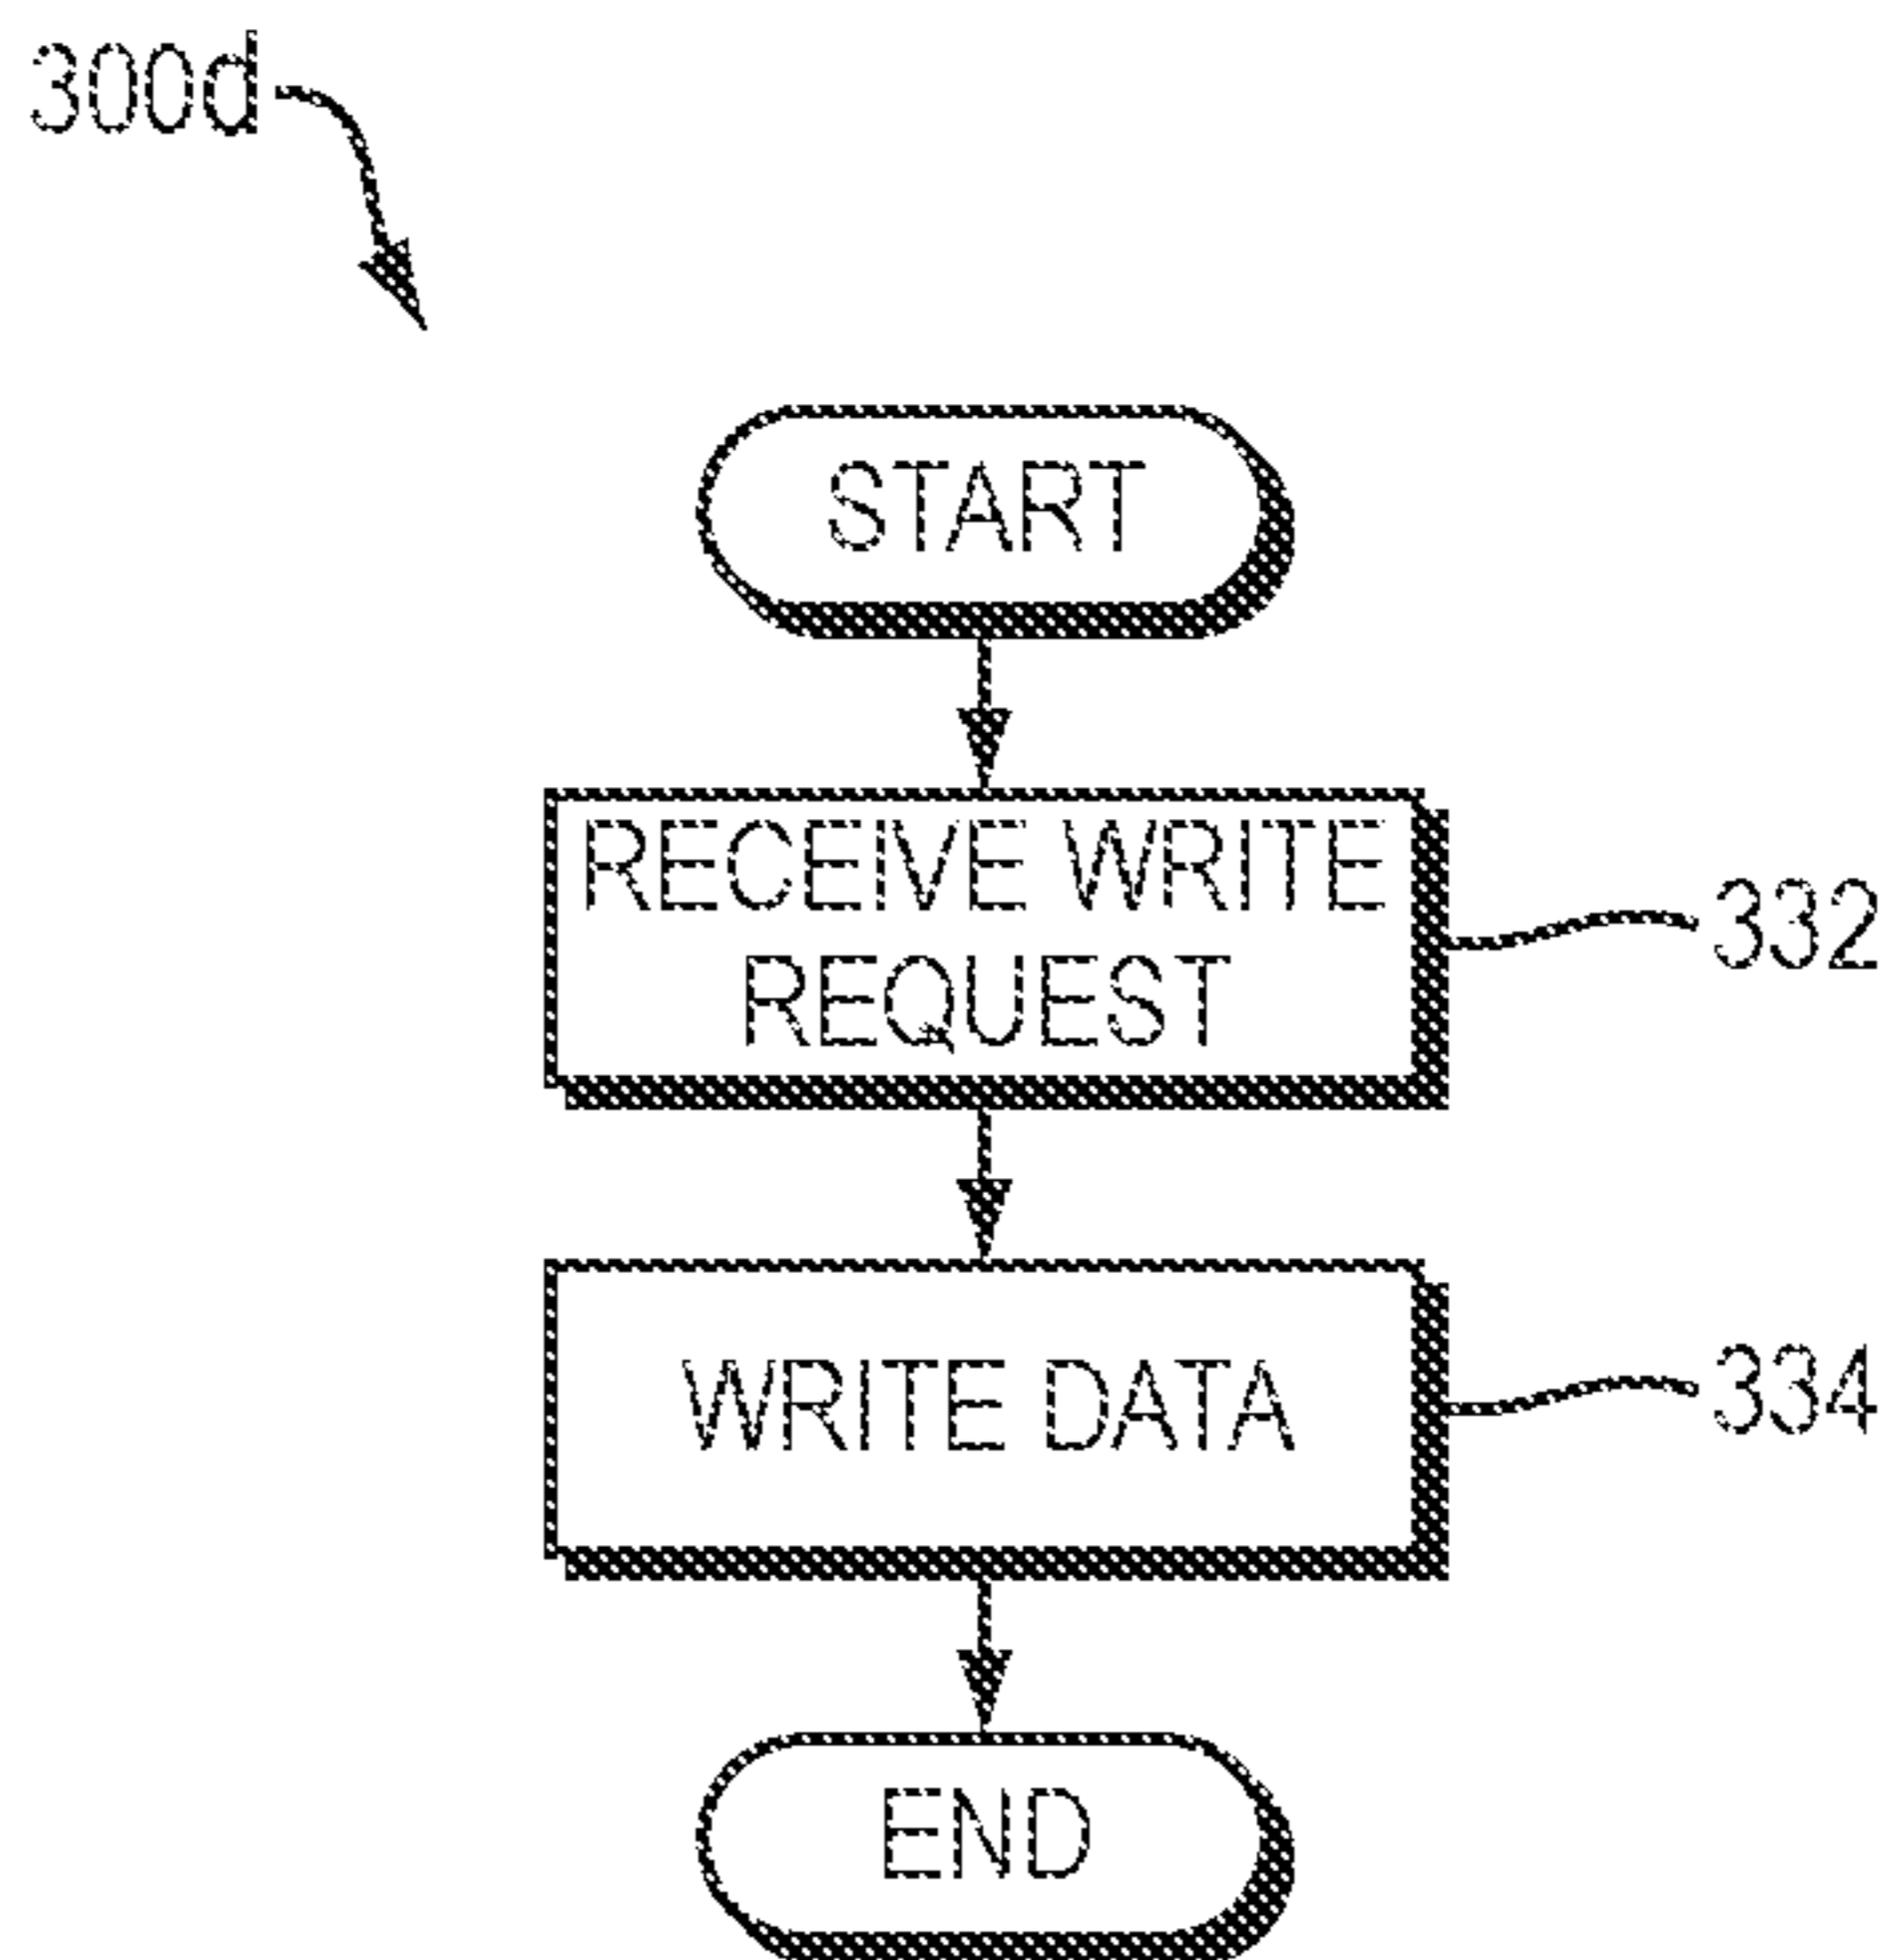 300d
START
RECEIVE WRITE
REQUEST
332
WRITE DATA
334
END